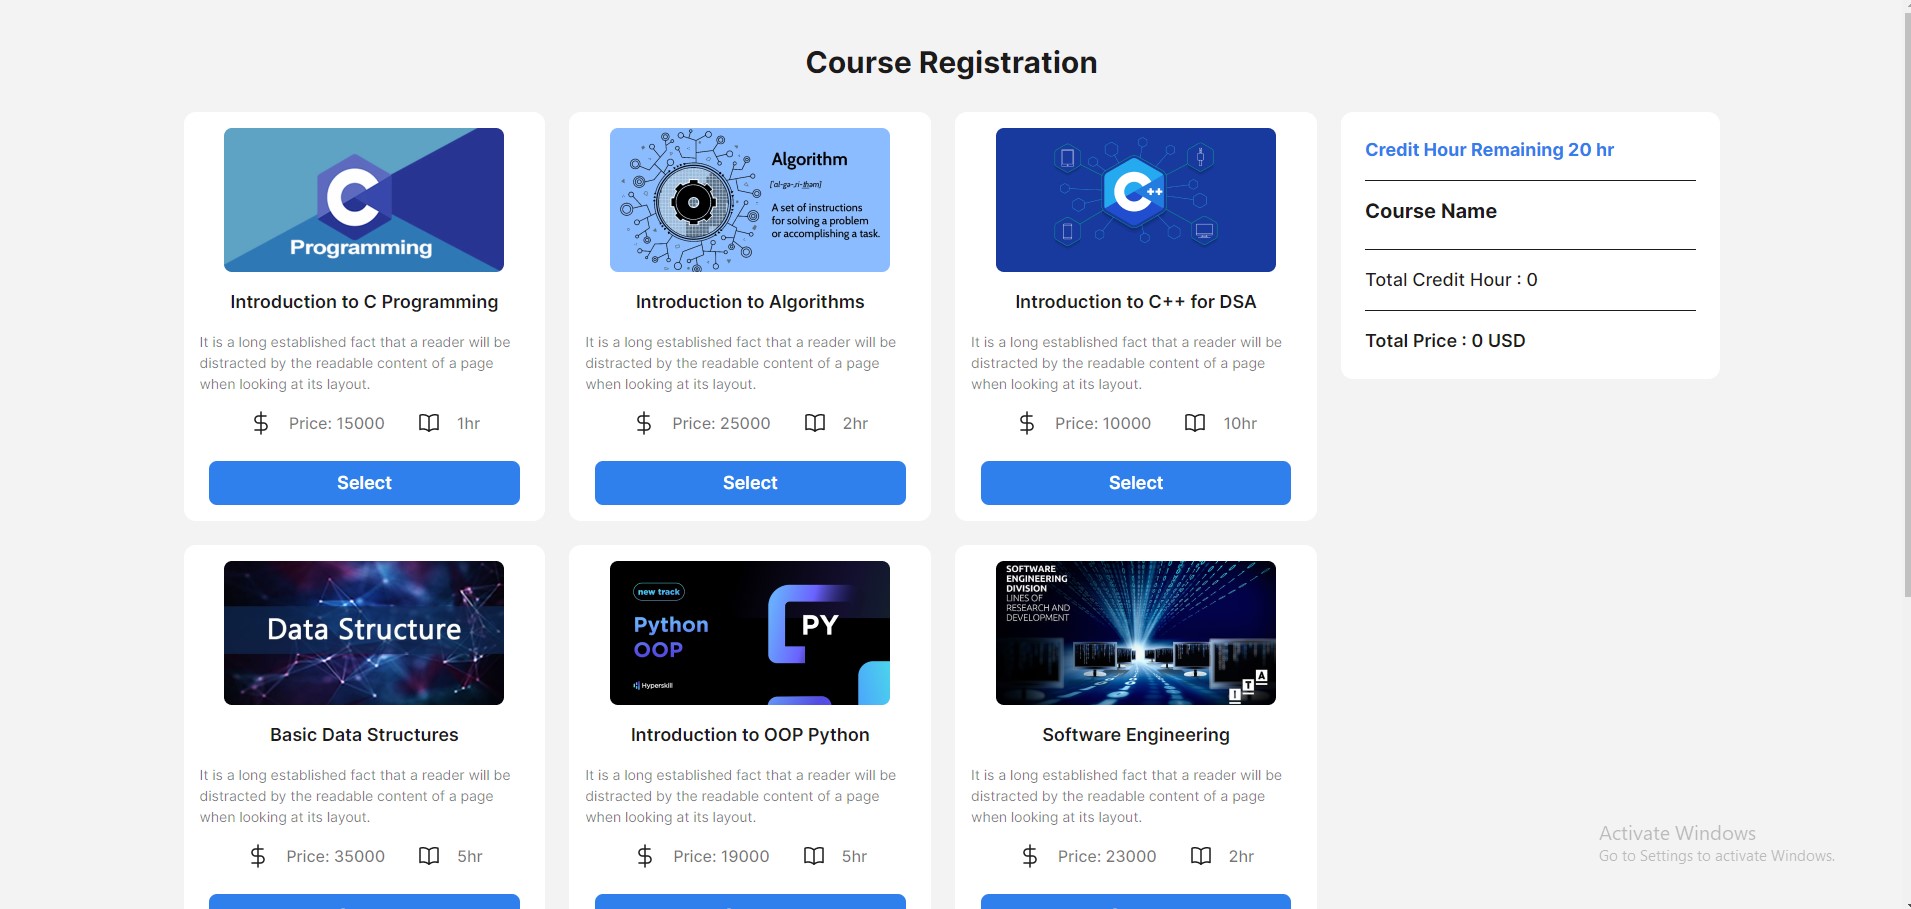 Course Registration
C
Programming
Introduction to C Programming
It is a long established fact that a reader will be
distracted by the readable content of a page
when looking at its layout.
Price: 15000 1hr
Select
Algorithm
A set of instructions
for solving a problem
or accomplishing a task.
Introduction to Algorithms
It is a long established fact that a reader will be
distracted by the readable content of a page
when looking at its layout.
Price: 25000 2hr
Select
C++
Introduction to C++ for DSA
It is a long established fact that a reader will be
distracted by the readable content of a page
when looking at its layout.
Price: 10000 10hr
Select
Credit Hour Remaining 20 hr
Course Name
Total Credit Hour : 0
Total Price : 0 USD
Data Structure
Basic Data Structures
It is a long established fact that a reader will be
distracted by the readable content of a page
when looking at its layout.
Price: 35000 5hr
new track
Python
OOP
PY
Hyperskill
Introduction to OOP Python
It is a long established fact that a reader will be
distracted by the readable content of a page
when looking at its layout.
Price: 19000 5hr
SOFTWARE
ENGINEERING
DIVISION
LINES OF
RESEARCH AND
DEVELOPMENT
ITA
Software Engineering
It is a long established fact that a reader will be
distracted by the readable content of a page
when looking at its layout.
Price: 23000 2hr
Activate Windows
Go to Settings to activate Windows.